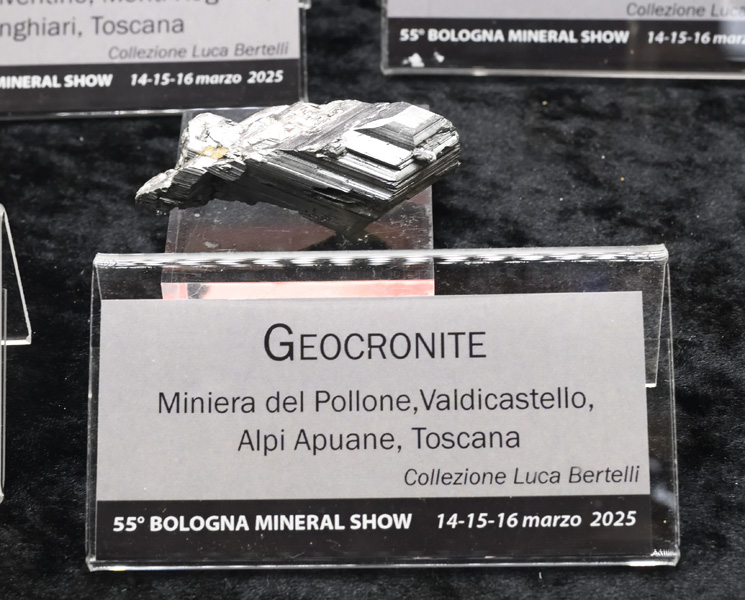 nghiari, Toscana
Collezione Luca Bertelli
MINERAL SHOW 14-15-16 marzo 2025
Collezione Luca
55° BOLOGNA MINERAL SHOW 14-15-16 marz
GEOCRONITE
Miniera del Pollone,Valdicastello,
Alpi Apuane, Toscana
Collezione Luca Bertelli
55° BOLOGNA MINERAL SHOW 14-15-16 marzo 2025